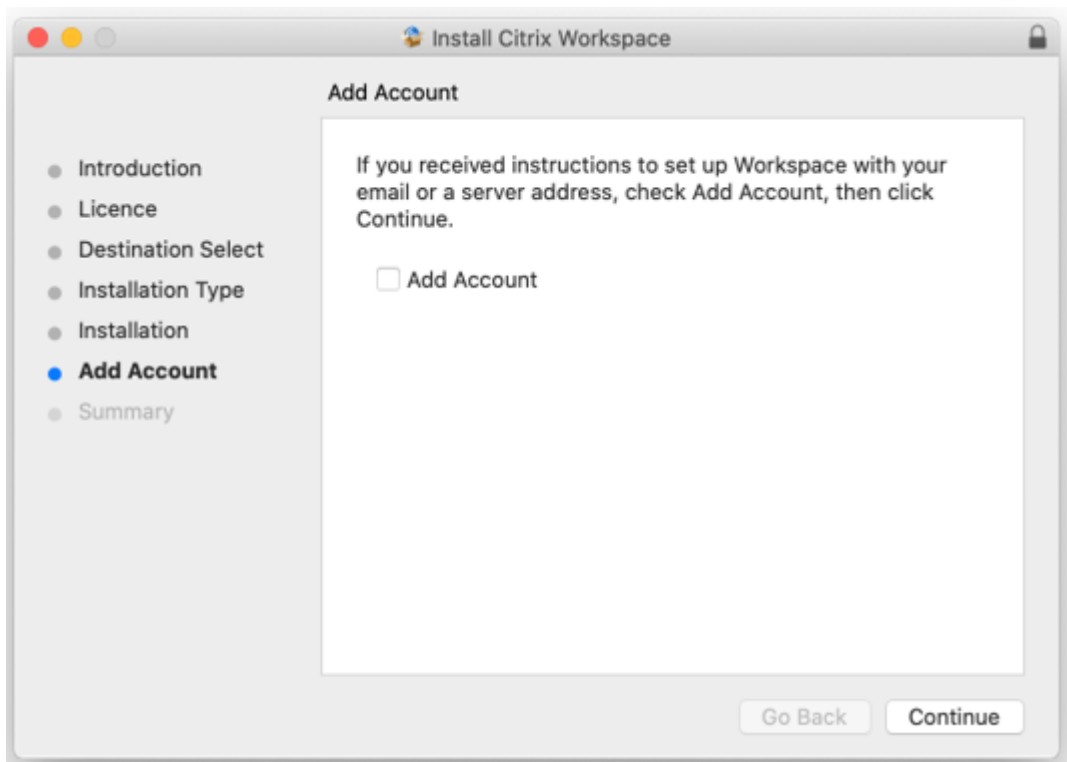 Install Citrix Workspace
Add Account
Introduction
Licence
Destination Select
Installation Type
Installation
Add Account
Summary
If you received instructions to set up Workspace with your
email or a server address, check Add Account, then click
Continue.
Add Account
Go Back
Continue